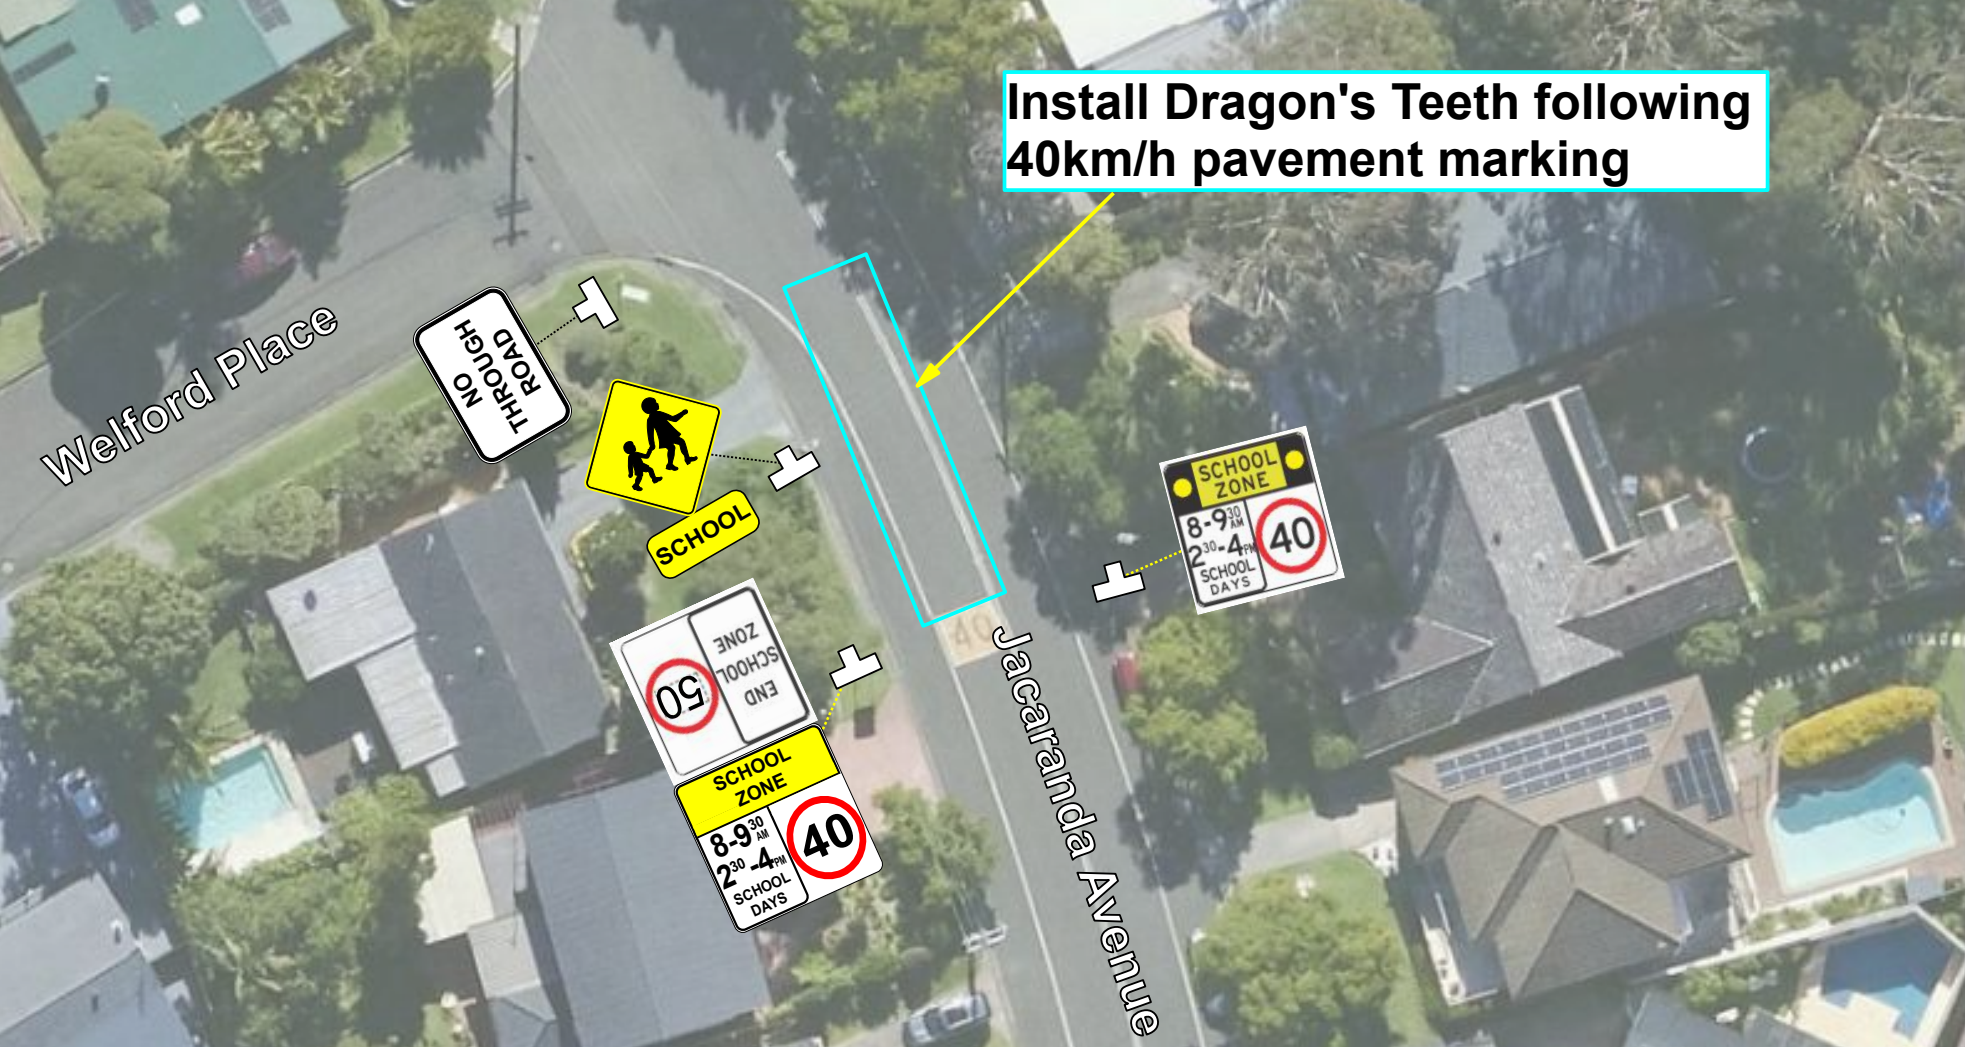 Install Dragon's Teeth following
40km/h pavement marking
Welford Place
NO
THROUGH
ROAD
SCHOOL
SCHOOL
ZONE
8-9³⁰ AM
2³⁰-4PM
SCHOOL
DAYS
40
END
SCHOOL
ZONE
50
SCHOOL
ZONE
8-9³⁰ AM
2³⁰-4PM
SCHOOL
DAYS
40
40
Jacaranda Avenue